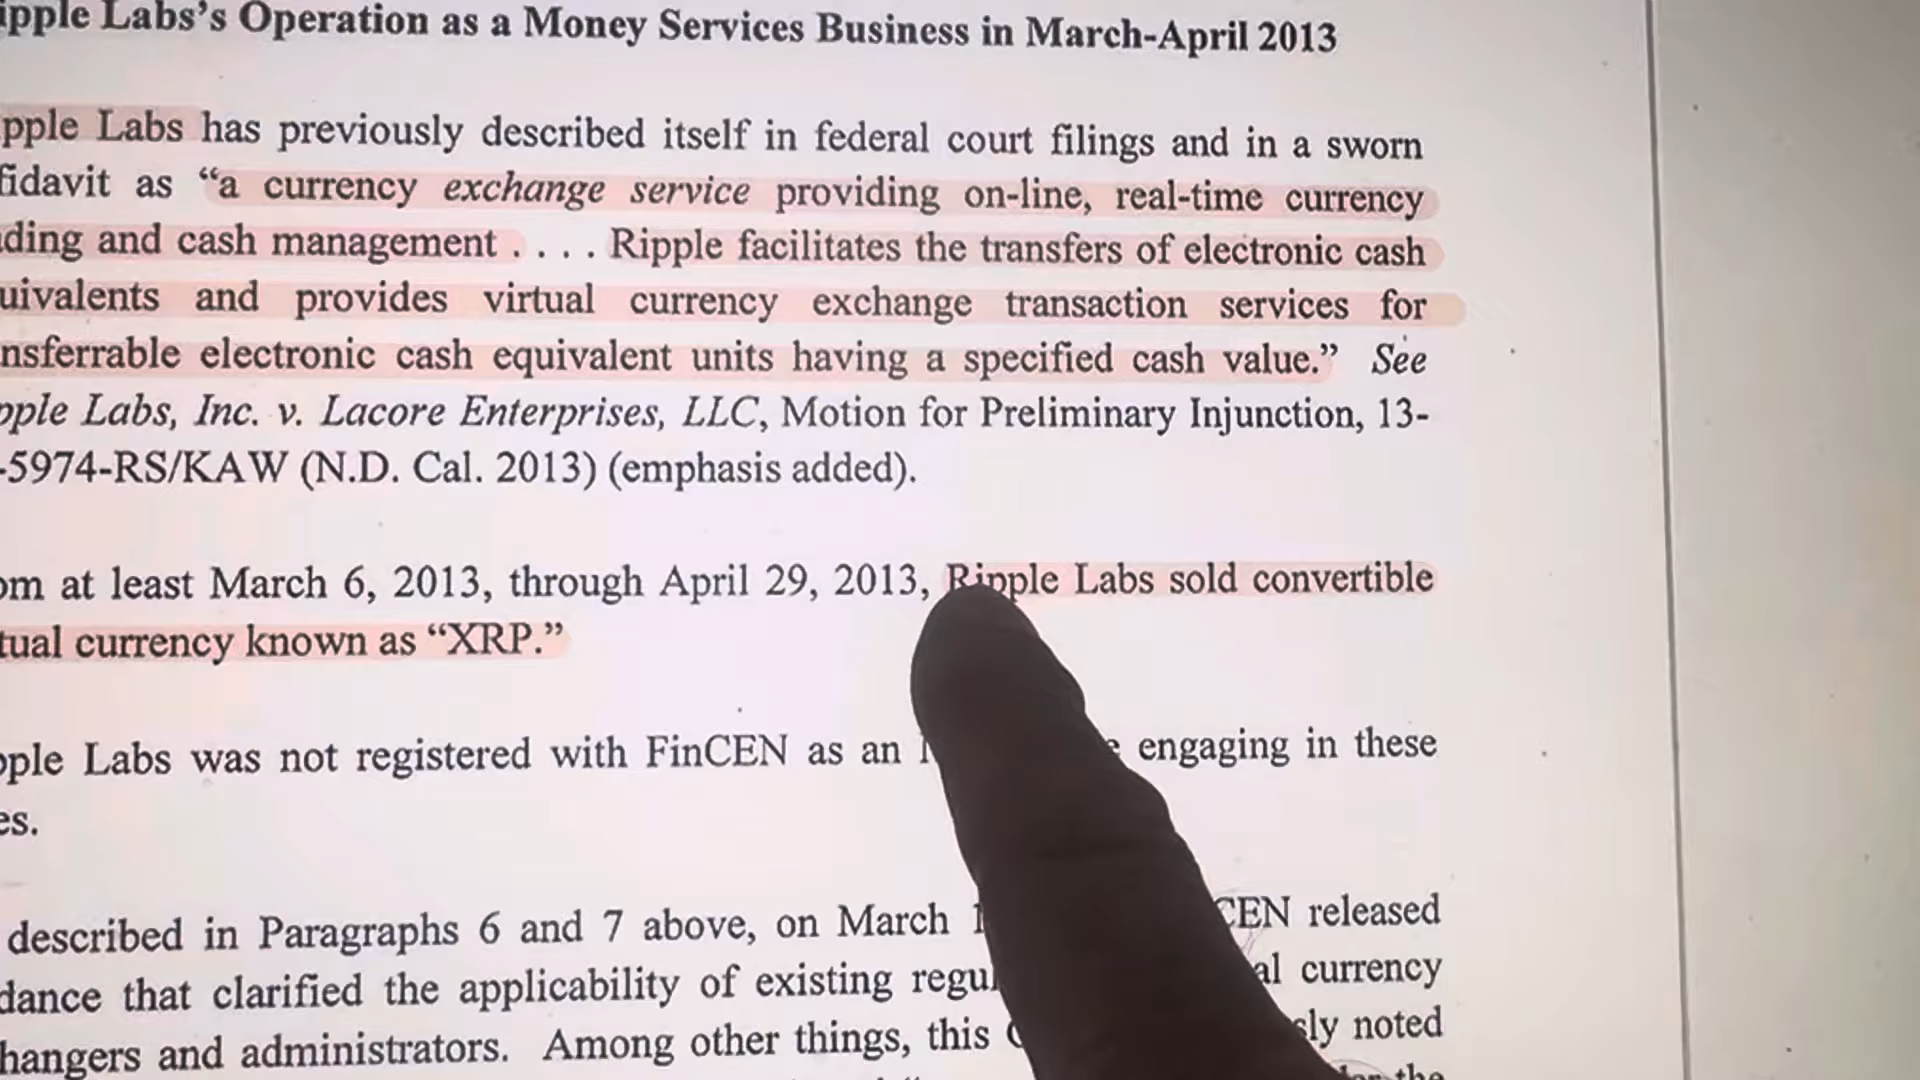 ipple Labs's Operation as a Money Services Business in March-April 2013
pple Labs has previously described itself in federal court filings and in a sworn
fidavit as “a currency exchange service providing on-line, real-time currency
ding and cash management . . . . Ripple facilitates the transfers of electronic cash
uivalents and provides virtual currency exchange transaction services for
nsferrable electronic cash equivalent units having a specified cash value.” See
pple Labs, Inc. v. Lacore Enterprises, LLC, Motion for Preliminary Injunction, 13-
-5974-RS/KAW (N.D. Cal. 2013) (emphasis added).
om at least March 6, 2013, through April 29, 2013, Ripple Labs sold convertible
tual currency known as “XRP.”
pple Labs was not registered with FinCEN as an engaging in these
es.
described in Paragraphs 6 and 7 above, on March CEN released
dance that clarified the applicability of existing regul al currency
hangers and administrators. Among other things, this sly noted
the